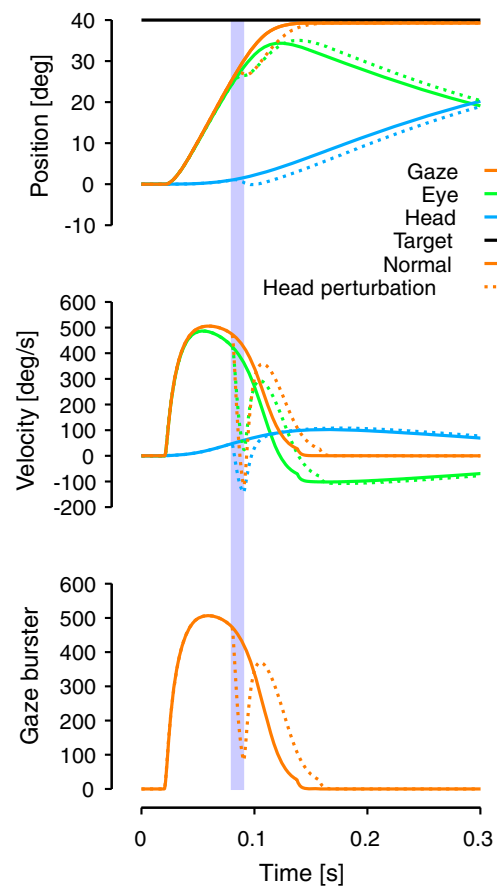 40
30
20
10
0
-10
Position [deg]
Gaze
Eye
Head
Target
Normal
Head perturbation
600
500
400
300
200
100
0
-100
-200
Velocity [deg/s]
600
500
400
300
200
100
0
Gaze burster
0 0.1 0.2 0.3
Time [s]